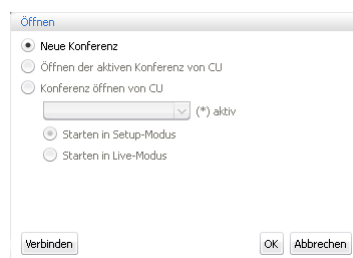 Öffnen
Neue Konferenz
Öffnen der aktiven Konferenz von CU
Konferenz öffnen von CU
(*) aktiv
Starten in Setup-Modus
Starten in Live-Modus
Verbinden OK Abbrechen